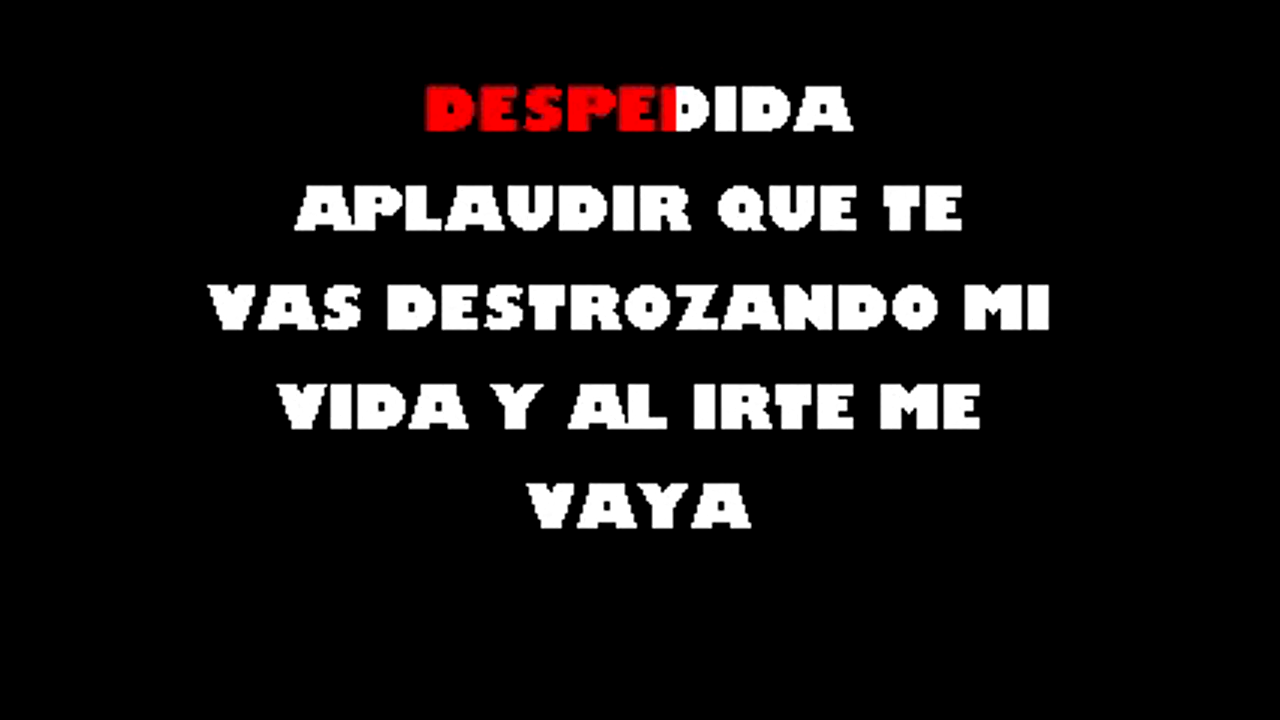 DESPEDIDA
APLAUDIR QUE TE
VAS DESTROZANDO MI
VIDA Y AL IRTE ME
VAYA